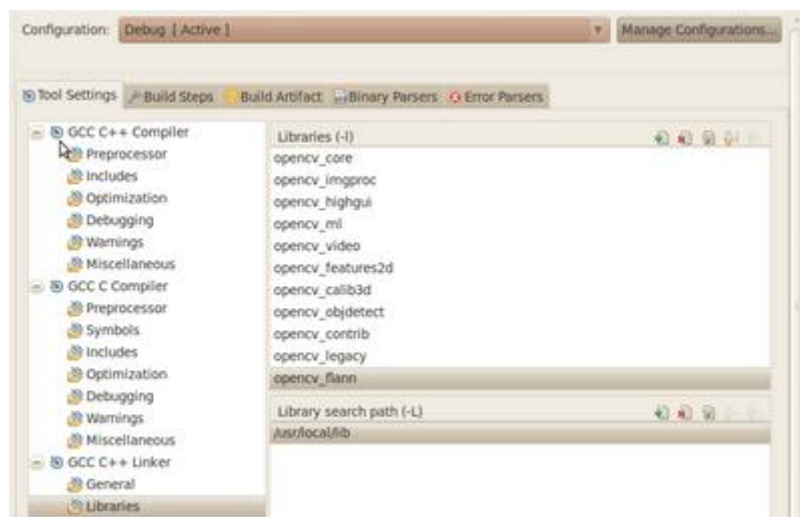 Configuration: Debug [ Active ] Manage Configurations...
Tool Settings Build Steps Build Artifact Binary Parsers Error Parsers
GCC C++ Compiler
Preprocessor
Includes
Optimization
Debugging
Warnings
Miscellaneous
GCC C Compiler
Preprocessor
Symbols
Includes
Optimization
Debugging
Warnings
Miscellaneous
GCC C++ Linker
General
Libraries
Libraries (-l)
opencv_core
opencv_imgproc
opencv_highgui
opencv_ml
opencv_video
opencv_features2d
opencv_calib3d
opencv_objdetect
opencv_contrib
opencv_legacy
opencv_flann
Library search path (-L)
/usr/local/lib